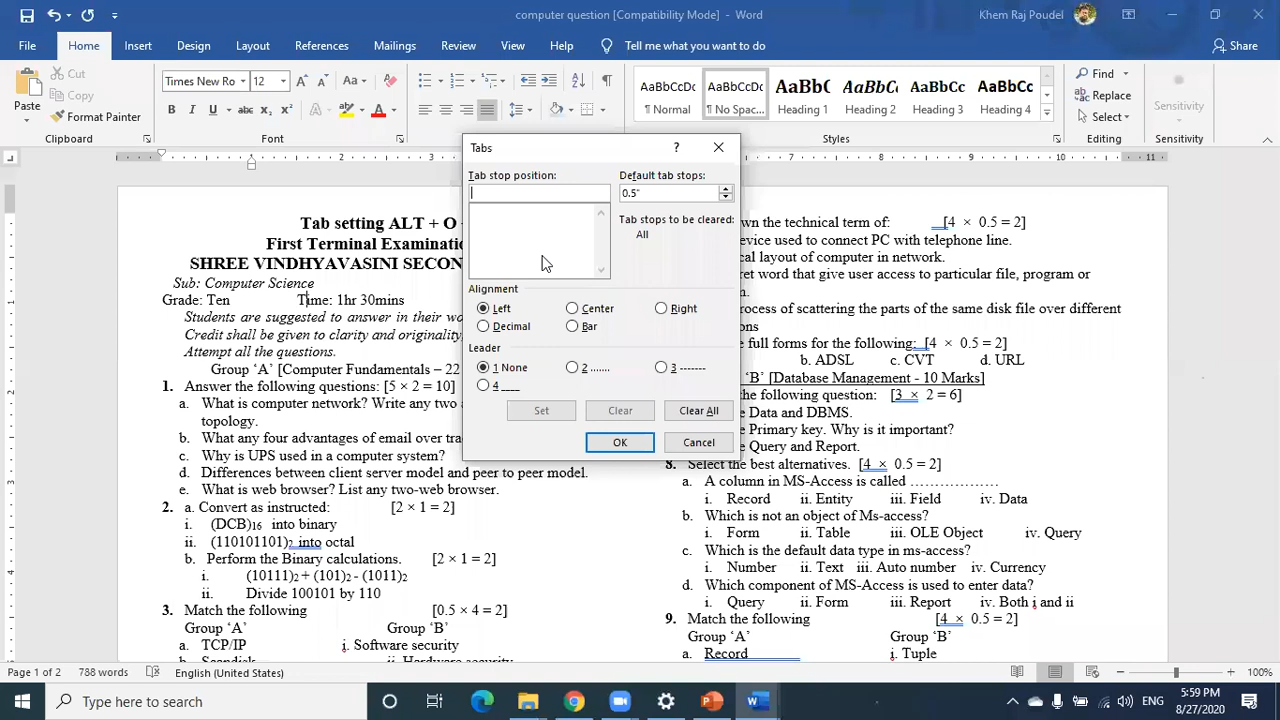 computer question [Compatibility Mode] - Word
Khem Raj Poudel
File Home Insert Design Layout References Mailings Review View Help Tell me what you want to do Share
Paste
Cut
Copy
Format Painter
Clipboard
Times New Ro 12
Aa
B I U abc x₂ x² A
Font
AaBbCcDc
¶ Normal
AaBbCcDc
¶ No Spac...
AaBbC
Heading 1
AaBbCc
Heading 2
AaBbC
Heading 3
AaBbCc
Heading 4
Styles
Find
Replace
Select
Editing
Sensitivity
Sensitivity
Tabs
? 
Tab stop position:
Default tab stops:
0.5"
Tab stops to be cleared:
All
Alignment
Left Center Right
Decimal Bar
Leader
1 None 2 ....... 3 -------
4 ____
Set Clear Clear All
OK Cancel
Tab setting ALT + O
First Terminal Examinatio
SHREE VINDHYAVASINI SECON
Sub: Computer Science
Grade: Ten Time: 1hr 30mins
Students are suggested to answer in their wo
Credit shall be given to clarity and originality,
Attempt all the questions.
Group ‘A’ [Computer Fundamentals – 22
1. Answer the following questions: [5 × 2 = 10]
a. What is computer network? Write any two
topology.
b. What any four advantages of email over tra
c. Why is UPS used in a computer system?
d. Differences between client server model and peer to peer model.
e. What is web browser? List any two-web browser.
2. a. Convert as instructed: [2 × 1 = 2]
i. (DCB)₁₆ into binary
ii. (110101101)₂ into octal
b. Perform the Binary calculations. [2 × 1 = 2]
i. (10111)₂ + (101)₂ - (1011)₂
ii. Divide 100101 by 110
3. Match the following [0.5 × 4 = 2]
Group ‘A’ Group ‘B’
a. TCP/IP i. Software security
b. Scandisk ii. Hardware security
wn the technical term of: [4 × 0.5 = 2]
evice used to connect PC with telephone line.
cal layout of computer in network.
ret word that give user access to particular file, program or
m.
rocess of scattering the parts of the same disk file over different
ions
e full forms for the following: [4 × 0.5 = 2]
b. ADSL c. CVT d. URL
‘B’ [Database Management - 10 Marks]
the following question: [3 × 2 = 6]
e Data and DBMS.
e Primary key. Why is it important?
e Query and Report.
8. Select the best alternatives. [4 × 0.5 = 2]
a. A column in MS-Access is called ………………
i. Record ii. Entity iii. Field iv. Data
b. Which is not an object of Ms-access?
i. Form ii. Table iii. OLE Object iv. Query
c. Which is the default data type in ms-access?
i. Number ii. Text iii. Auto number iv. Currency
d. Which component of MS-Access is used to enter data?
i. Query ii. Form iii. Report iv. Both i and ii
9. Match the following [4 × 0.5 = 2]
Group ‘A’ Group ‘B’
a. Record i. Tuple
Page 1 of 2 788 words English (United States) 100%
Type here to search
ENG
5:59 PM
8/27/2020